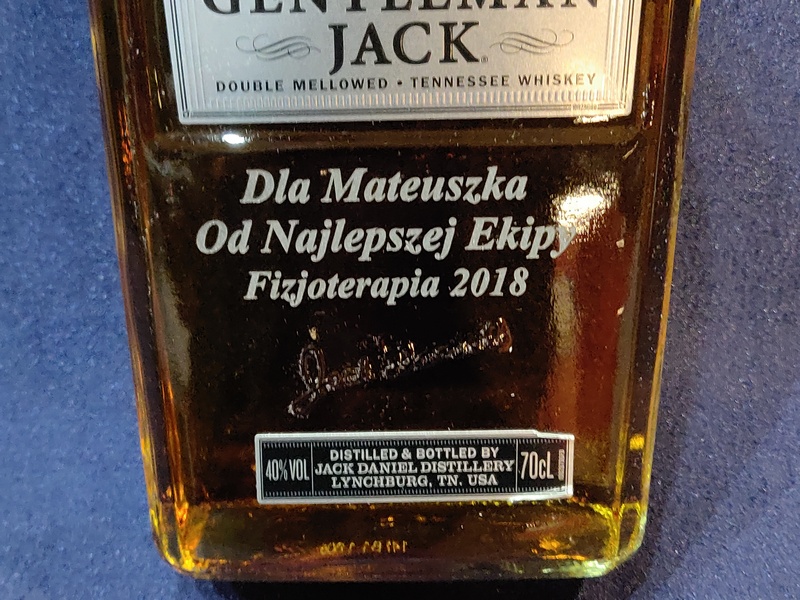 GENTLEMAN
JACK
DOUBLE MELLOWED • TENNESSEE WHISKEY
Dla Mateuszka
Od Najlepszej Ekipy
Fizjoterapia 2018
40% VOL
DISTILLED & BOTTLED BY
JACK DANIEL DISTILLERY
LYNCHBURG, TN. USA
70cL